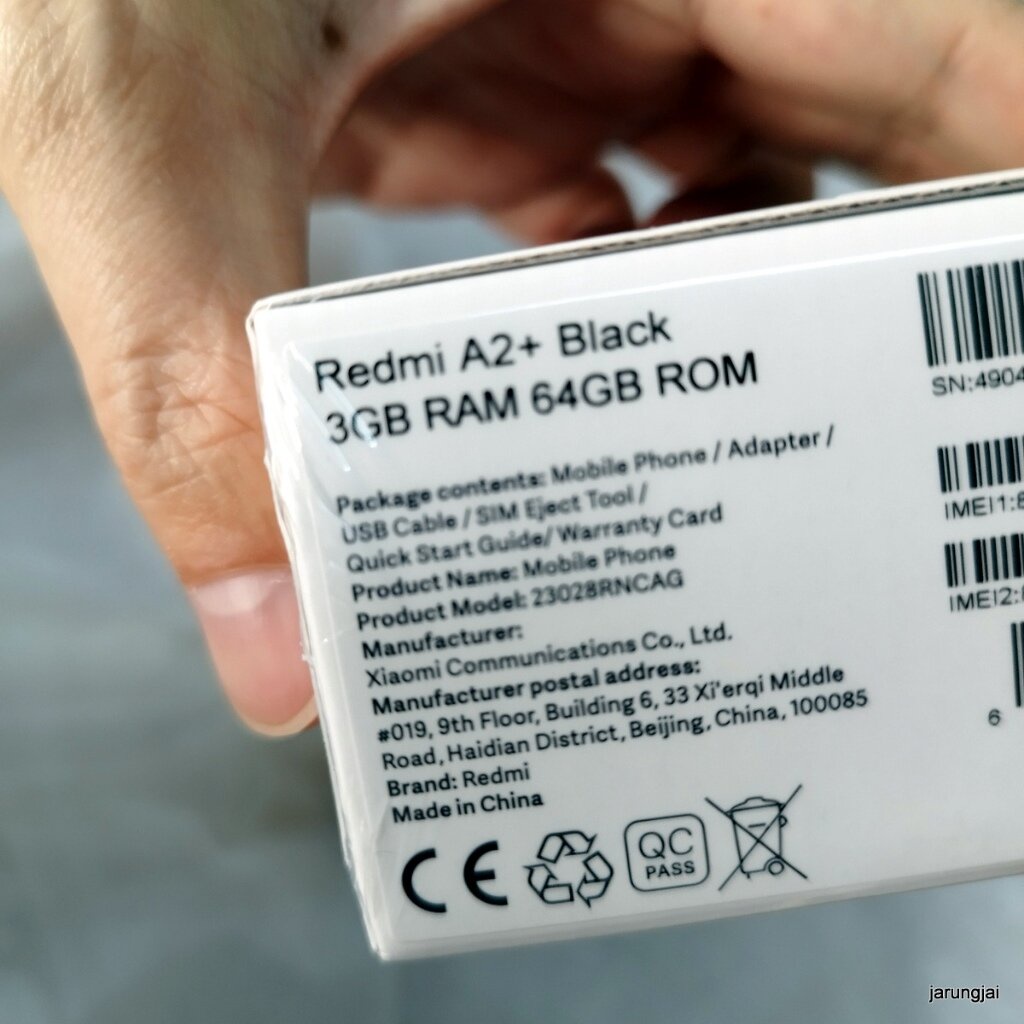 Redmi A2+ Black
3GB RAM 64GB ROM
Package contents: Mobile Phone / Adapter /
USB Cable / SIM Eject Tool /
Quick Start Guide/ Warranty Card
Product Name: Mobile Phone
Product Model: 23028RNCAG
Manufacturer:
Xiaomi Communications Co., Ltd.
Manufacturer postal address:
#019, 9th Floor, Building 6, 33 Xi'erqi Middle
Road, Haidian District, Beijing, China, 100085
Brand: Redmi
Made in China
CE
QC
PASS
SN:4904
IMEI1:
IMEI2:
6
jarungjai